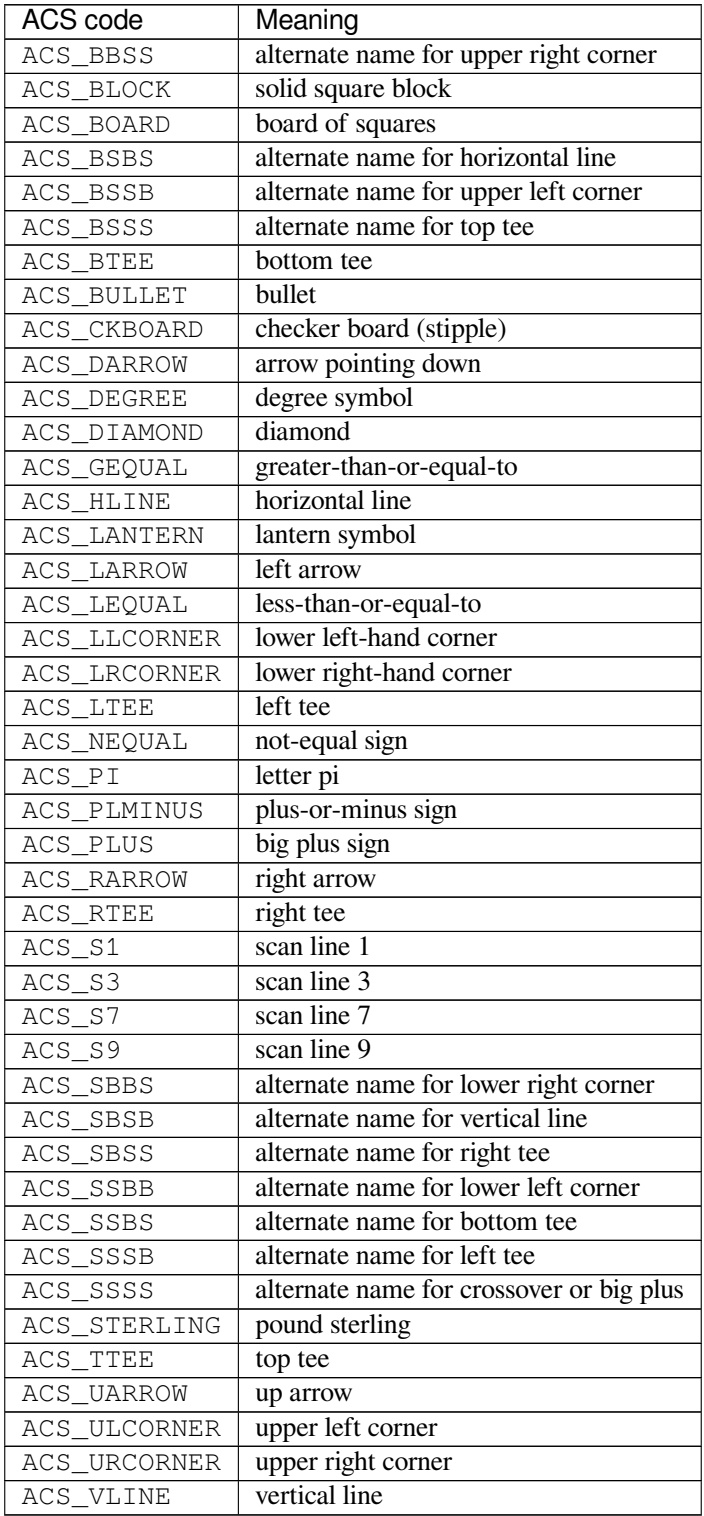 ACS code Meaning
ACS_BBSS alternate name for upper right corner
ACS_BLOCK solid square block
ACS_BOARD board of squares
ACS_BSBS alternate name for horizontal line
ACS_BSSB alternate name for upper left corner
ACS_BSSS alternate name for top tee
ACS_BTEE bottom tee
ACS_BULLET bullet
ACS_CKBOARD checker board (stipple)
ACS_DARROW arrow pointing down
ACS_DEGREE degree symbol
ACS_DIAMOND diamond
ACS_GEQUAL greater-than-or-equal-to
ACS_HLINE horizontal line
ACS_LANTERN lantern symbol
ACS_LARROW left arrow
ACS_LEQUAL less-than-or-equal-to
ACS_LLCORNER lower left-hand corner
ACS_LRCORNER lower right-hand corner
ACS_LTEE left tee
ACS_NEQUAL not-equal sign
ACS_PI letter pi
ACS_PLMINUS plus-or-minus sign
ACS_PLUS big plus sign
ACS_RARROW right arrow
ACS_RTEE right tee
ACS_S1 scan line 1
ACS_S3 scan line 3
ACS_S7 scan line 7
ACS_S9 scan line 9
ACS_SBBS alternate name for lower right corner
ACS_SBSB alternate name for vertical line
ACS_SBSS alternate name for right tee
ACS_SSBB alternate name for lower left corner
ACS_SSBS alternate name for bottom tee
ACS_SSSB alternate name for left tee
ACS_SSSS alternate name for crossover or big plus
ACS_STERLING pound sterling
ACS_TTEE top tee
ACS_UARROW up arrow
ACS_ULCORNER upper left corner
ACS_URCORNER upper right corner
ACS_VLINE vertical line